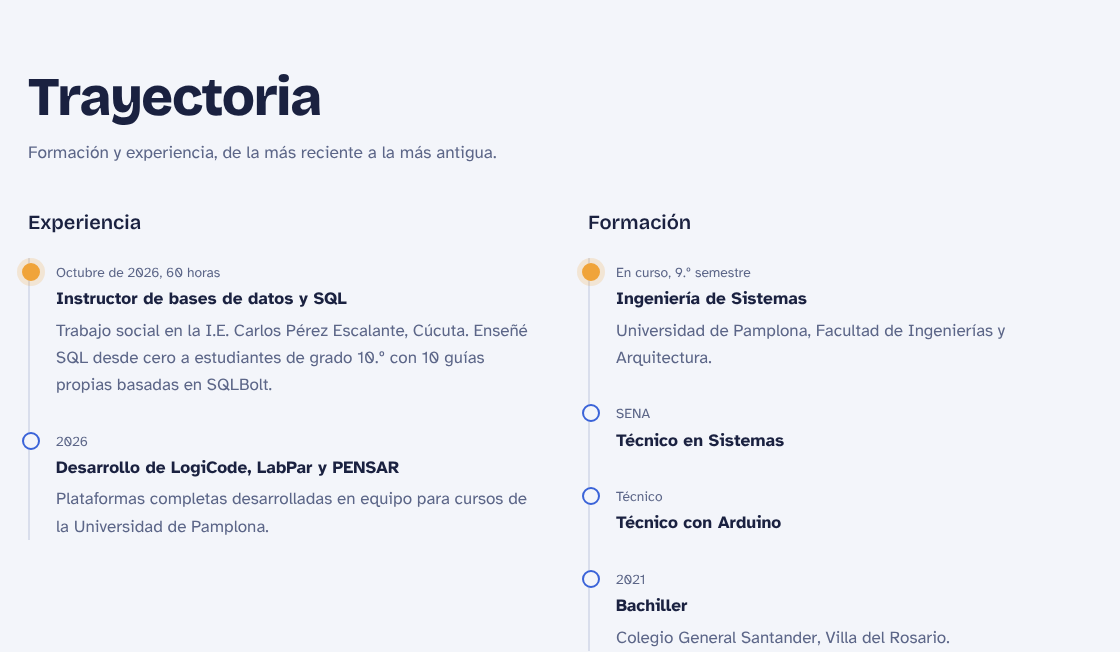 Trayectoria
Formación y experiencia, de la más reciente a la más antigua.
Experiencia
Octubre de 2026, 60 horas
Instructor de bases de datos y SQL
Trabajo social en la I.E. Carlos Pérez Escalante, Cúcuta. Enseñé
SQL desde cero a estudiantes de grado 10.º con 10 guías
propias basadas en SQLBolt.
2026
Desarrollo de LogiCode, LabPar y PENSAR
Plataformas completas desarrolladas en equipo para cursos de
la Universidad de Pamplona.
Formación
En curso, 9.º semestre
Ingeniería de Sistemas
Universidad de Pamplona, Facultad de Ingenierías y
Arquitectura.
SENA
Técnico en Sistemas
Técnico
Técnico con Arduino
2021
Bachiller
Colegio General Santander, Villa del Rosario.